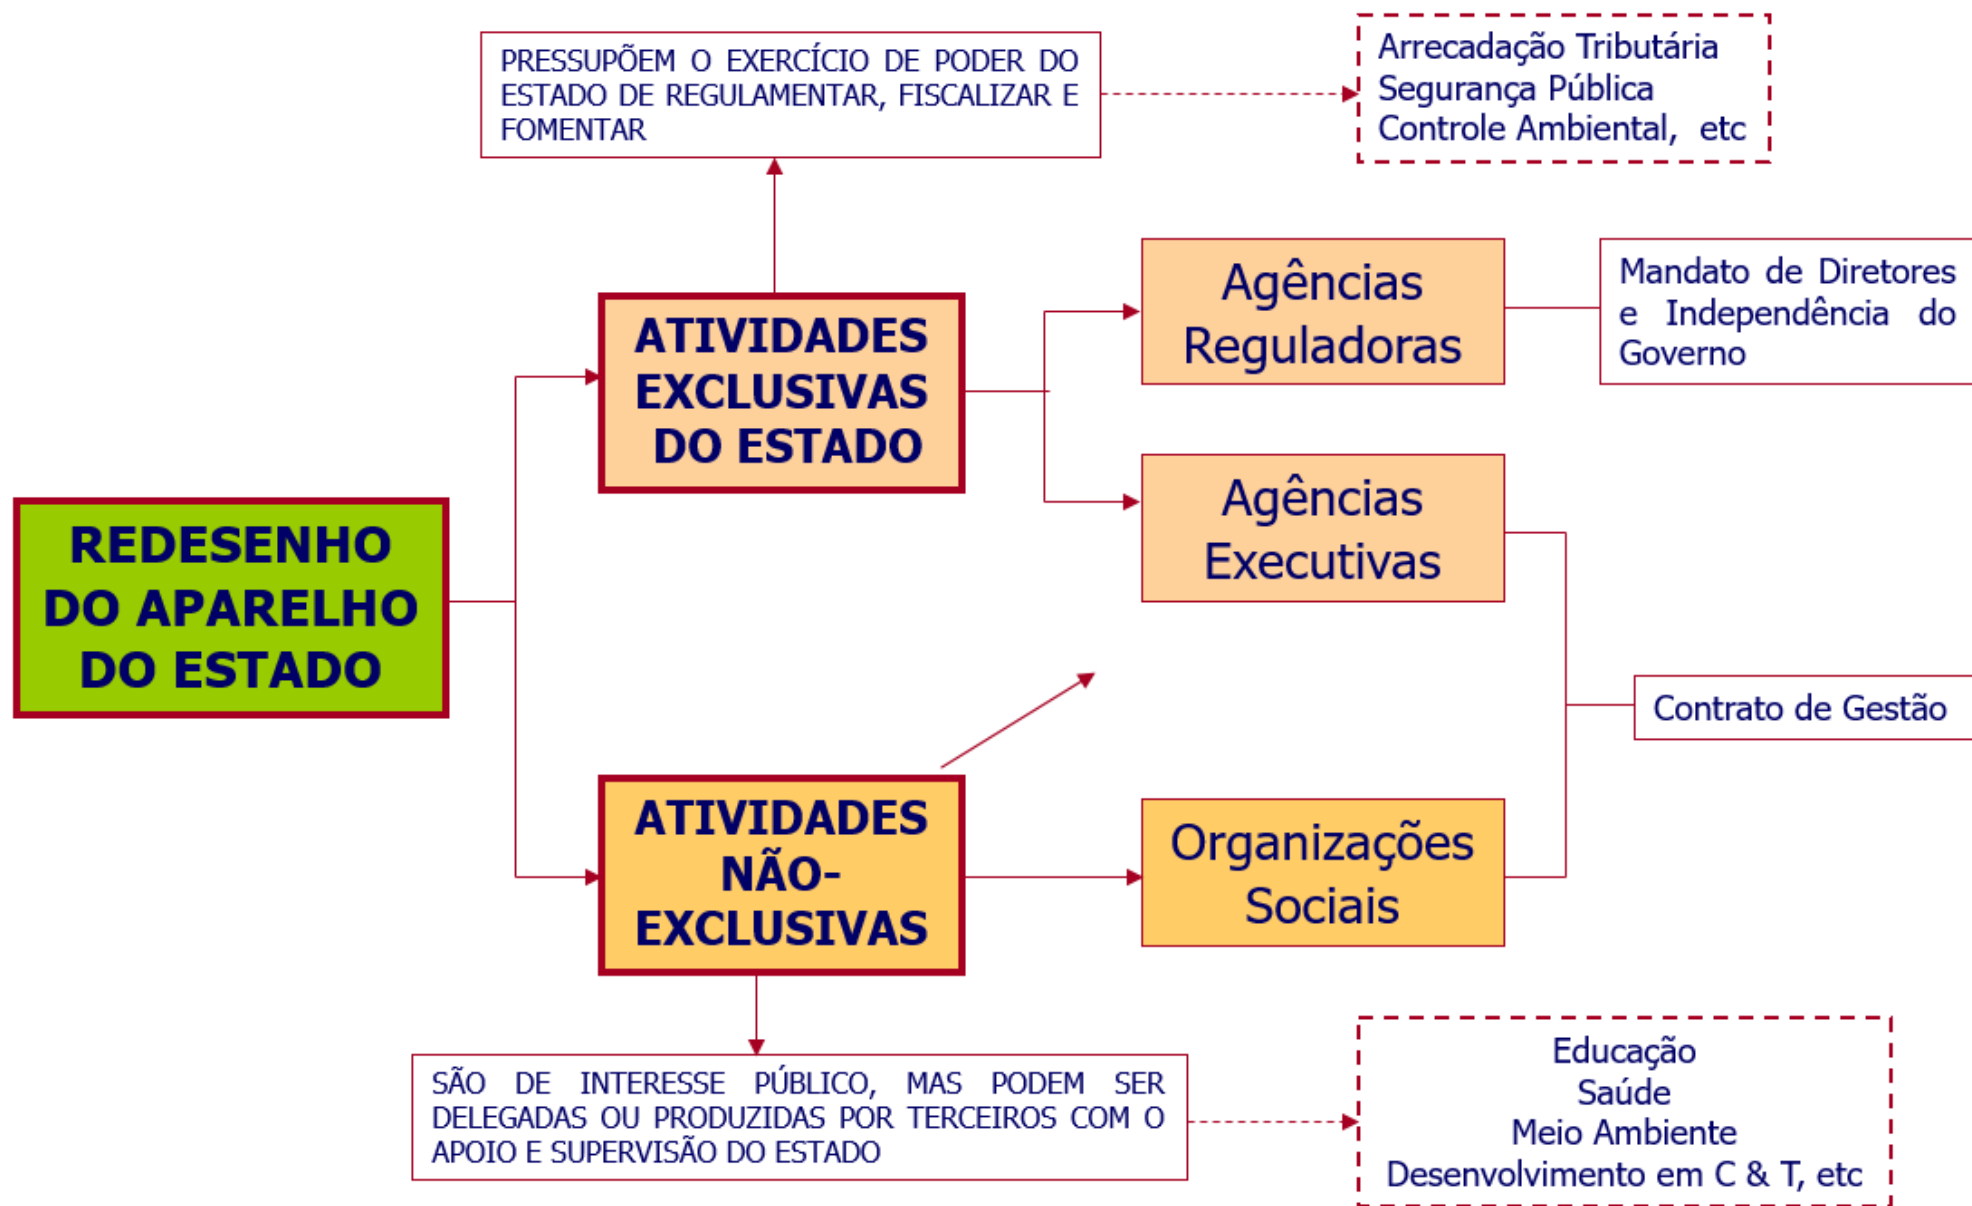 PRESSUPÕEM O EXERCÍCIO DE PODER DO
ESTADO DE REGULAMENTAR, FISCALIZAR E
FOMENTAR
Arrecadação Tributária
Segurança Pública
Controle Ambiental, etc
ATIVIDADES
EXCLUSIVAS
DO ESTADO
Agências
Reguladoras
Mandato de Diretores
e Independência do
Governo
Agências
Executivas
REDESENHO
DO APARELHO
DO ESTADO
Contrato de Gestão
ATIVIDADES
NÃO-
EXCLUSIVAS
Organizações
Sociais
SÃO DE INTERESSE PÚBLICO, MAS PODEM SER
DELEGADAS OU PRODUZIDAS POR TERCEIROS COM O
APOIO E SUPERVISÃO DO ESTADO
Educação
Saúde
Meio Ambiente
Desenvolvimento em C & T, etc